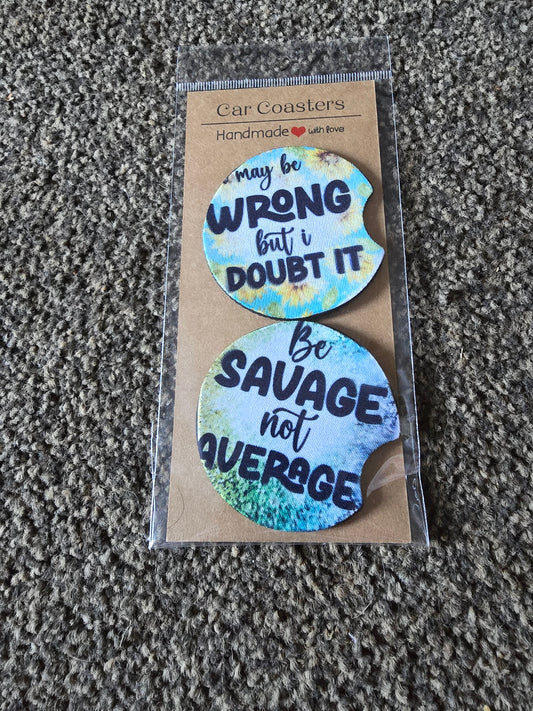 Car Coasters
Handmade with love
may be
WRONG
but i
DOUBT IT
Be
SAVAGE
not
AVERAGE